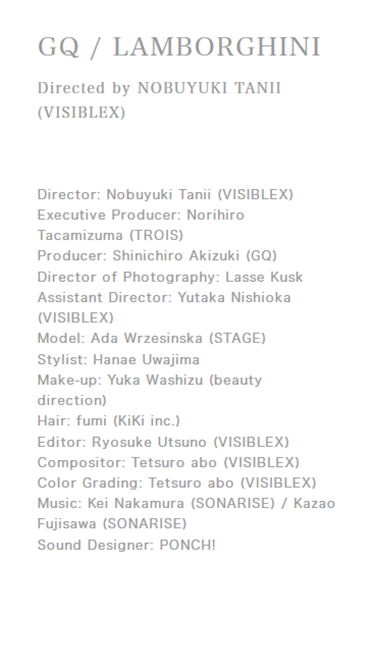 GQ / LAMBORGHINI
Directed by NOBUYUKI TANII
(VISIBLEX)
Director: Nobuyuki Tanii (VISIBLEX)
Executive Producer: Norihiro
Tacamizuma (TROIS)
Producer: Shinichiro Akizuki (GQ)
Director of Photography: Lasse Kusk
Assistant Director: Yutaka Nishioka
(VISIBLEX)
Model: Ada Wrzesinska (STAGE)
Stylist: Hanae Uwajima
Make-up: Yuka Washizu (beauty
direction)
Hair: fumi (KiKi inc.)
Editor: Ryosuke Utsuno (VISIBLEX)
Compositor: Tetsuro abo (VISIBLEX)
Color Grading: Tetsuro abo (VISIBLEX)
Music: Kei Nakamura (SONARISE) / Kazao
Fujisawa (SONARISE)
Sound Designer: PONCH!